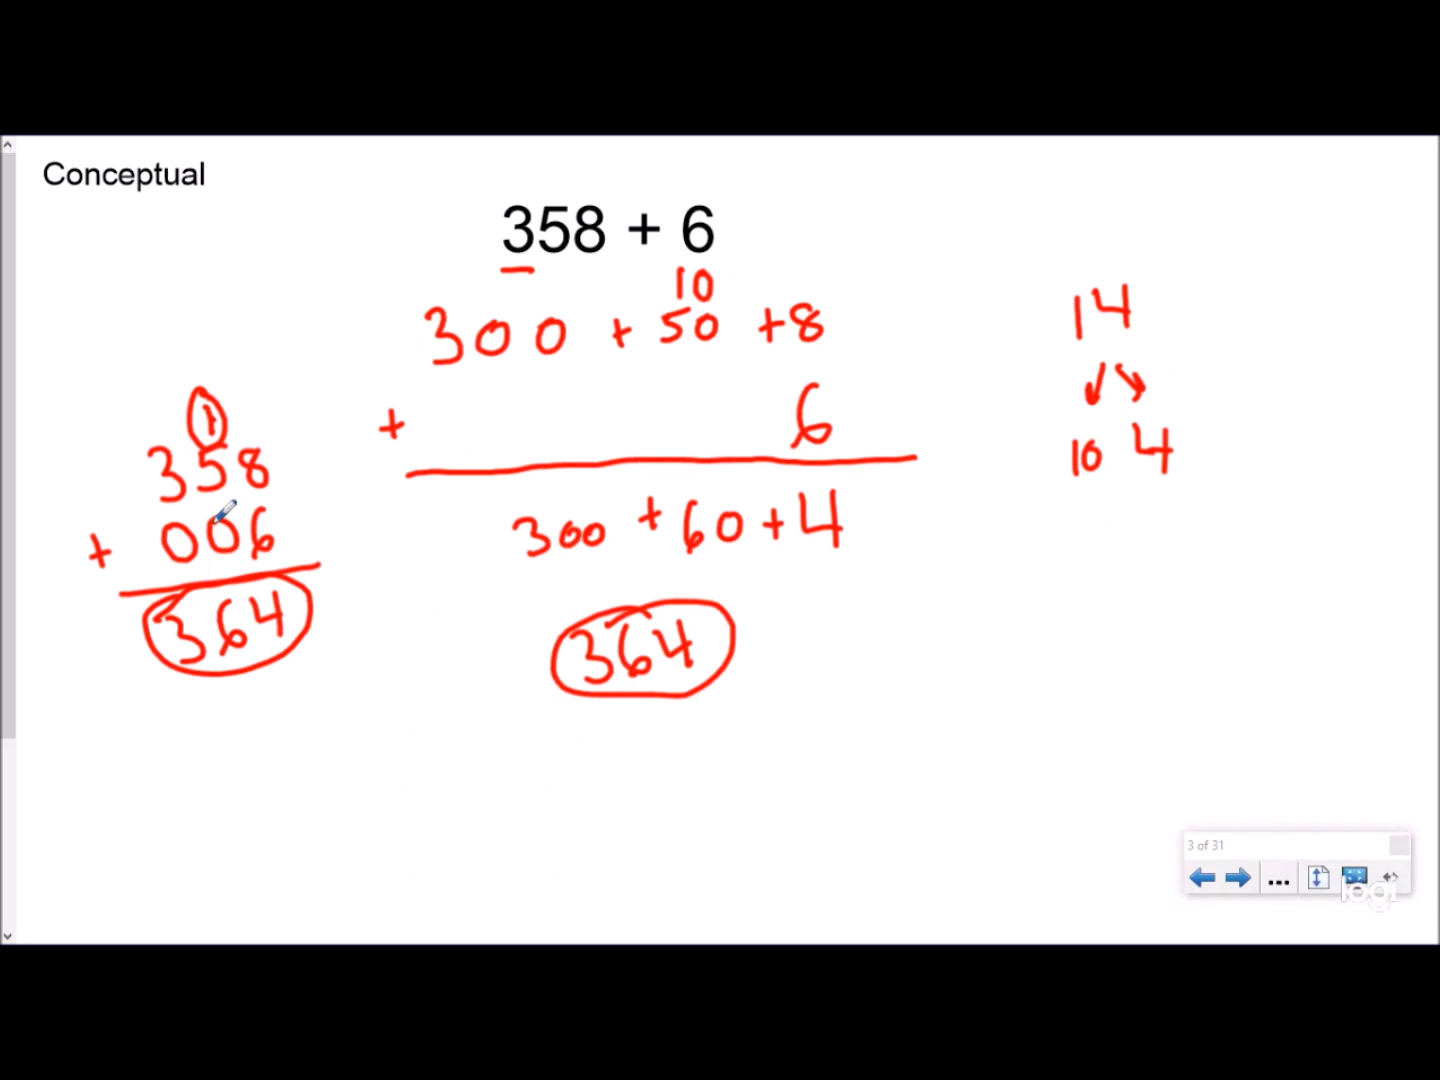 Conceptual
358 + 6
10
300 + 50 + 8
+ 6
300 + 60 + 4
364
1
358
+ 006
364
14
10 4
3 of 31
...
logi